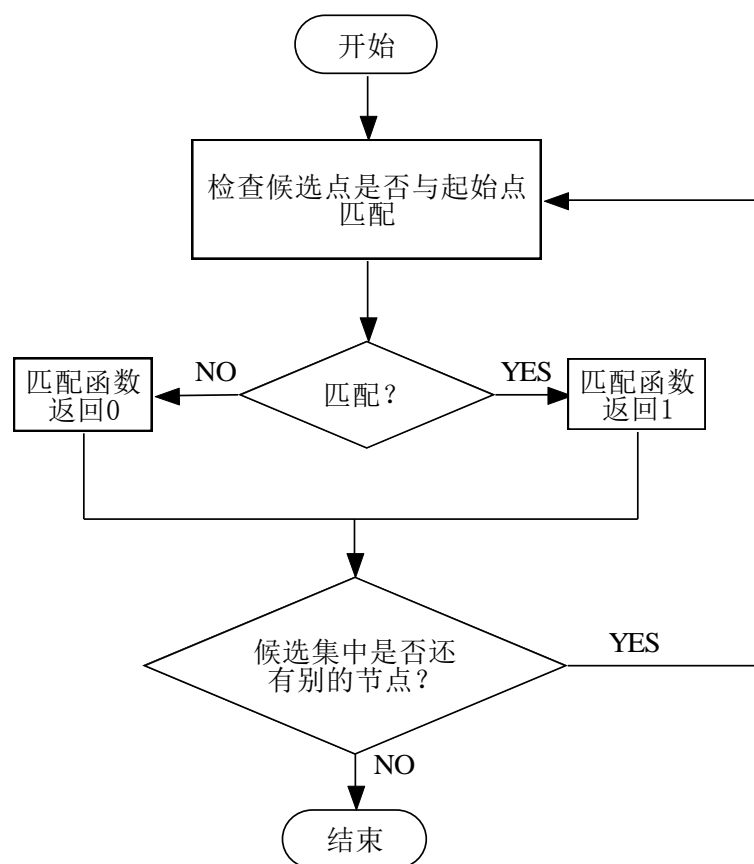 开始
检查候选点是否与起始点
匹配
NO
匹配？
YES
匹配函数
返回0
匹配函数
返回1
候选集中是否还
有别的节点？
YES
NO
结束